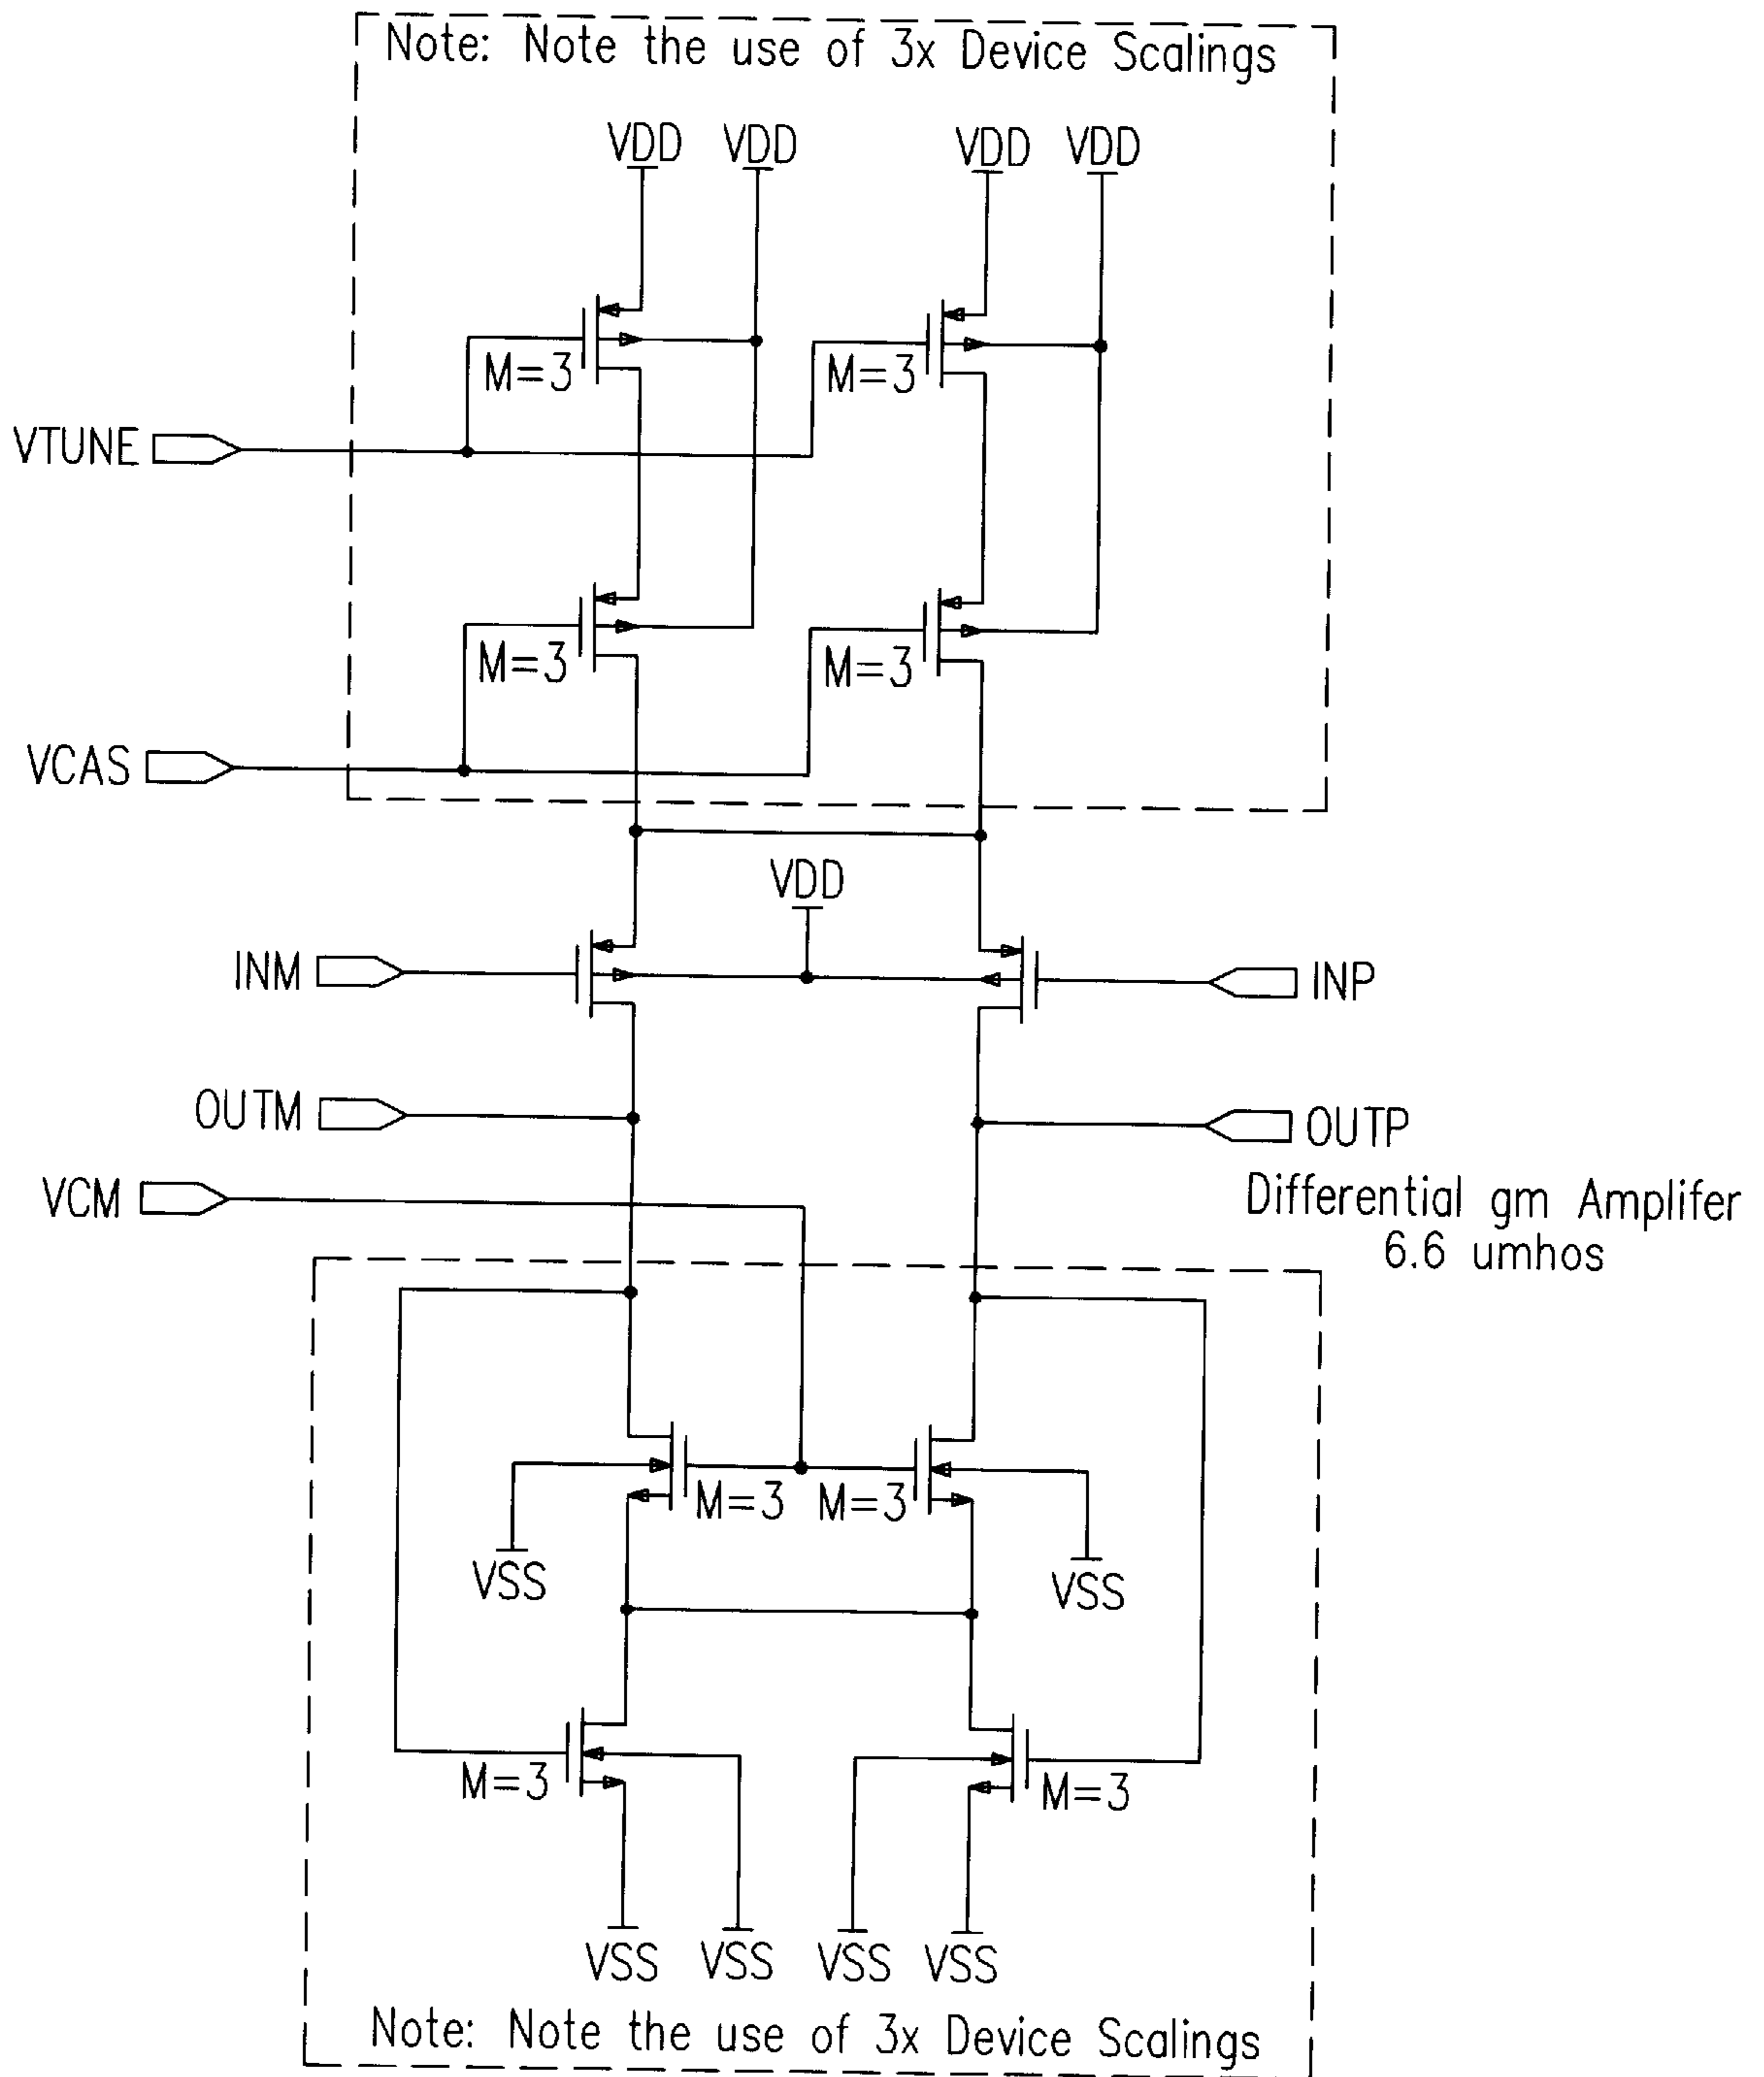 Note: Note the use of 3x Device Scalings
VDD VDD VDD VDD
M=3 M=3
VTUNE
M=3 M=3
VCAS
VDD
INM INP
OUTM OUTP
VCM
Differential gm Amplifer
6.6 umhos
M=3 M=3
VSS VSS
M=3 M=3
VSS VSS VSS VSS
Note: Note the use of 3x Device Scalings